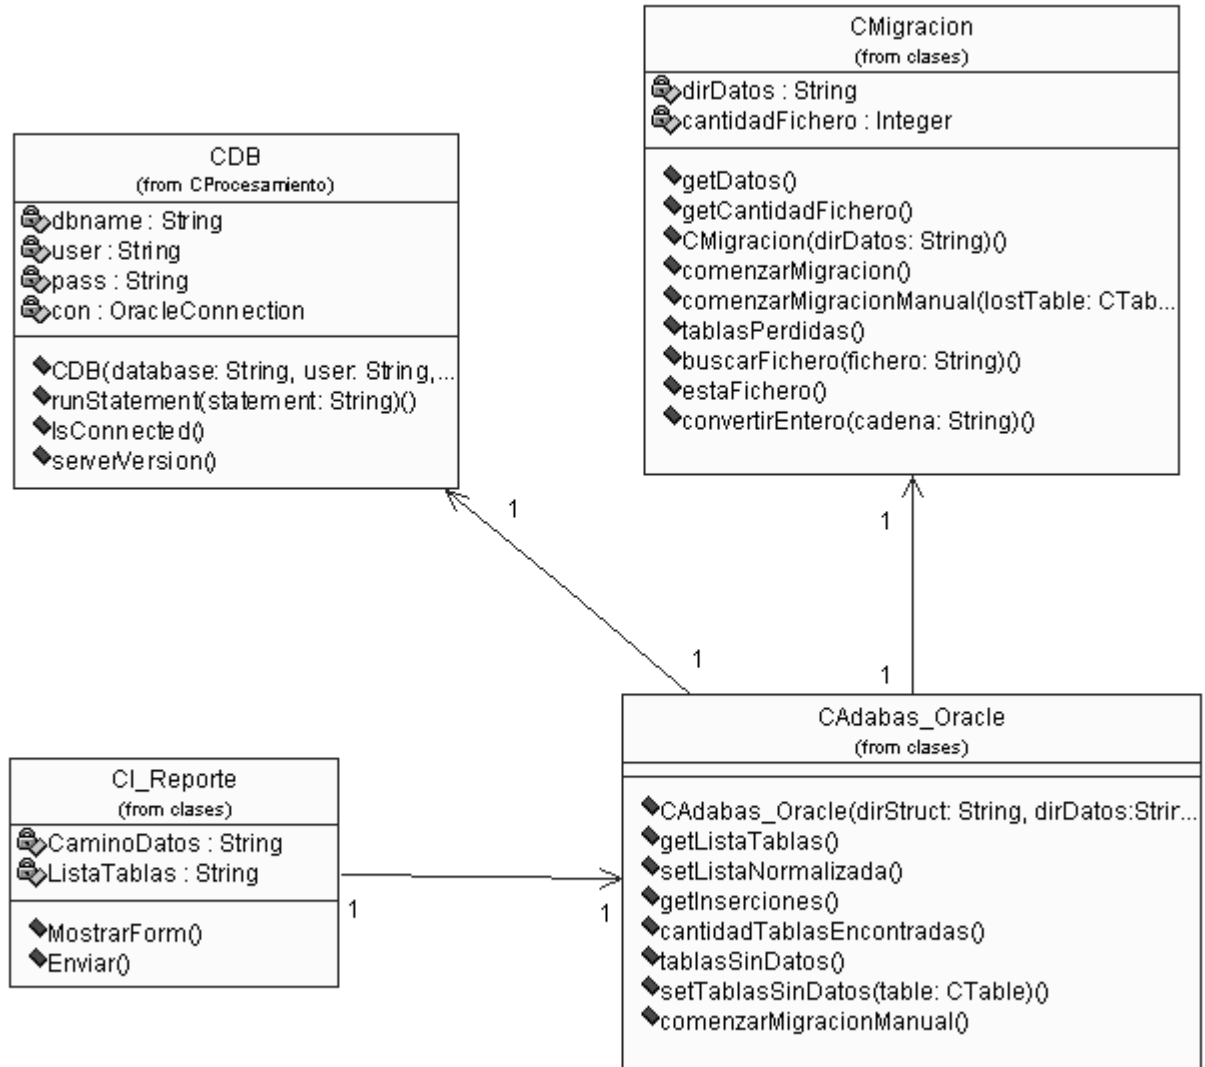 CMigracion
(from clases)
dirDatos : String
cantidadFichero : Integer
getDatos()
getCantidadFichero()
CMigracion(dirDatos: String)()
comenzarMigracion()
comenzarMigracionManual(lostTable: CTab...
tablasPerdidas()
buscarFichero(fichero: String)()
estaFichero()
convertirEntero(cadena: String)()
CDB
(from CProcesamiento)
dbname : String
user : String
pass : String
con : OracleConnection
CDB(database: String, user: String,...
runStatement(statement: String)()
IsConnected()
serverVersion()
1
1
1
1
CAdabas_Oracle
(from clases)
CAdabas_Oracle(dirStruct: String, dirDatos:Strir...
getListaTablas()
setListaNormalizada()
getInserciones()
cantidadTablasEncontradas()
tablasSinDatos()
setTablasSinDatos(table: CTable)()
comenzarMigracionManual()
CI_Reporte
(from clases)
CaminoDatos : String
ListaTablas : String
MostrarForm()
Enviar()
1
1